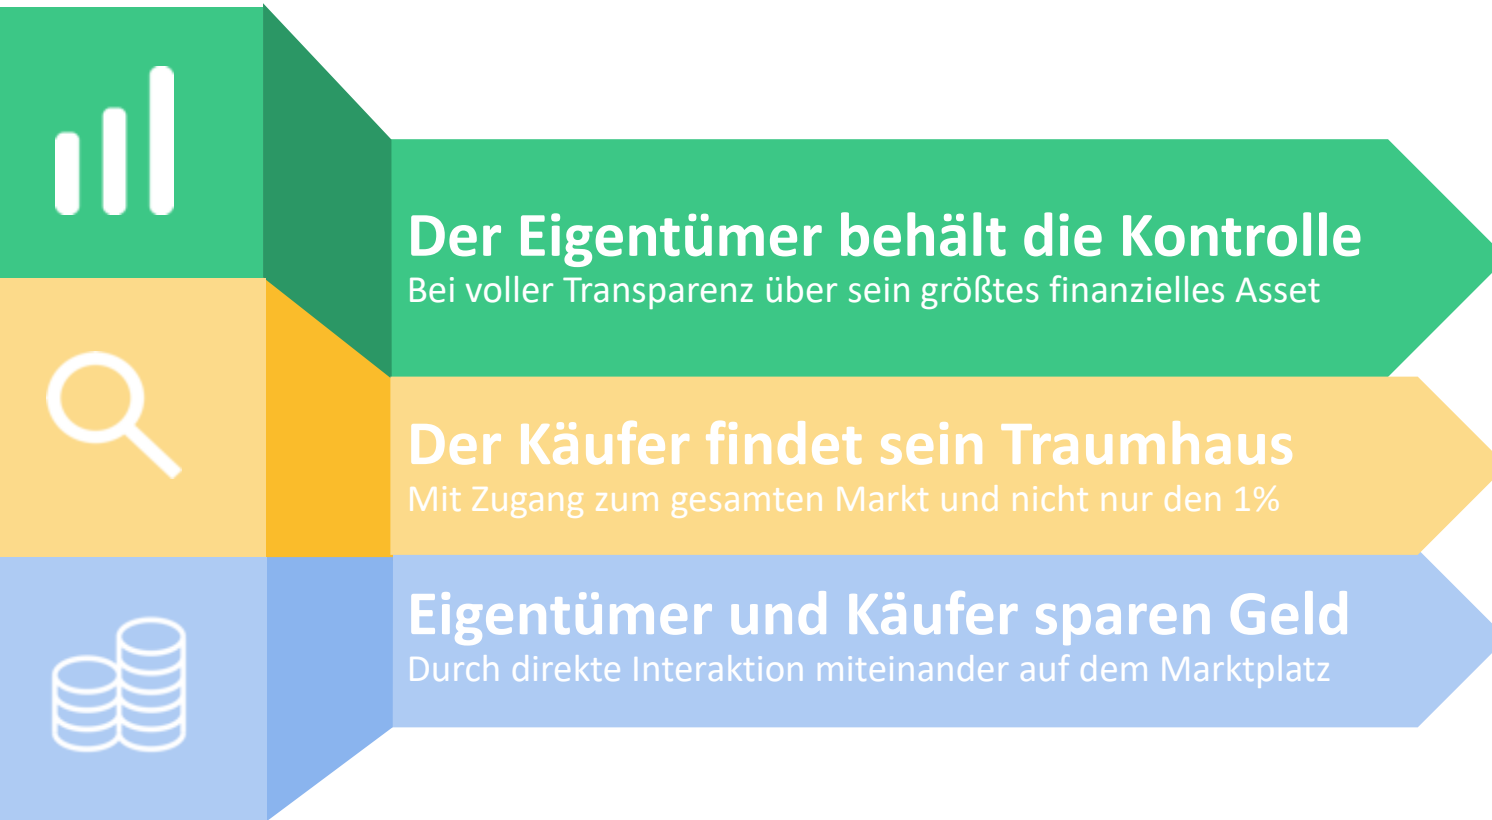 Der Eigentümer behält die Kontrolle
Bei voller Transparenz über sein größtes finanzielles Asset
Der Käufer findet sein Traumhaus
Mit Zugang zum gesamten Markt und nicht nur den 1%
Eigentümer und Käufer sparen Geld
Durch direkte Interaktion miteinander auf dem Marktplatz